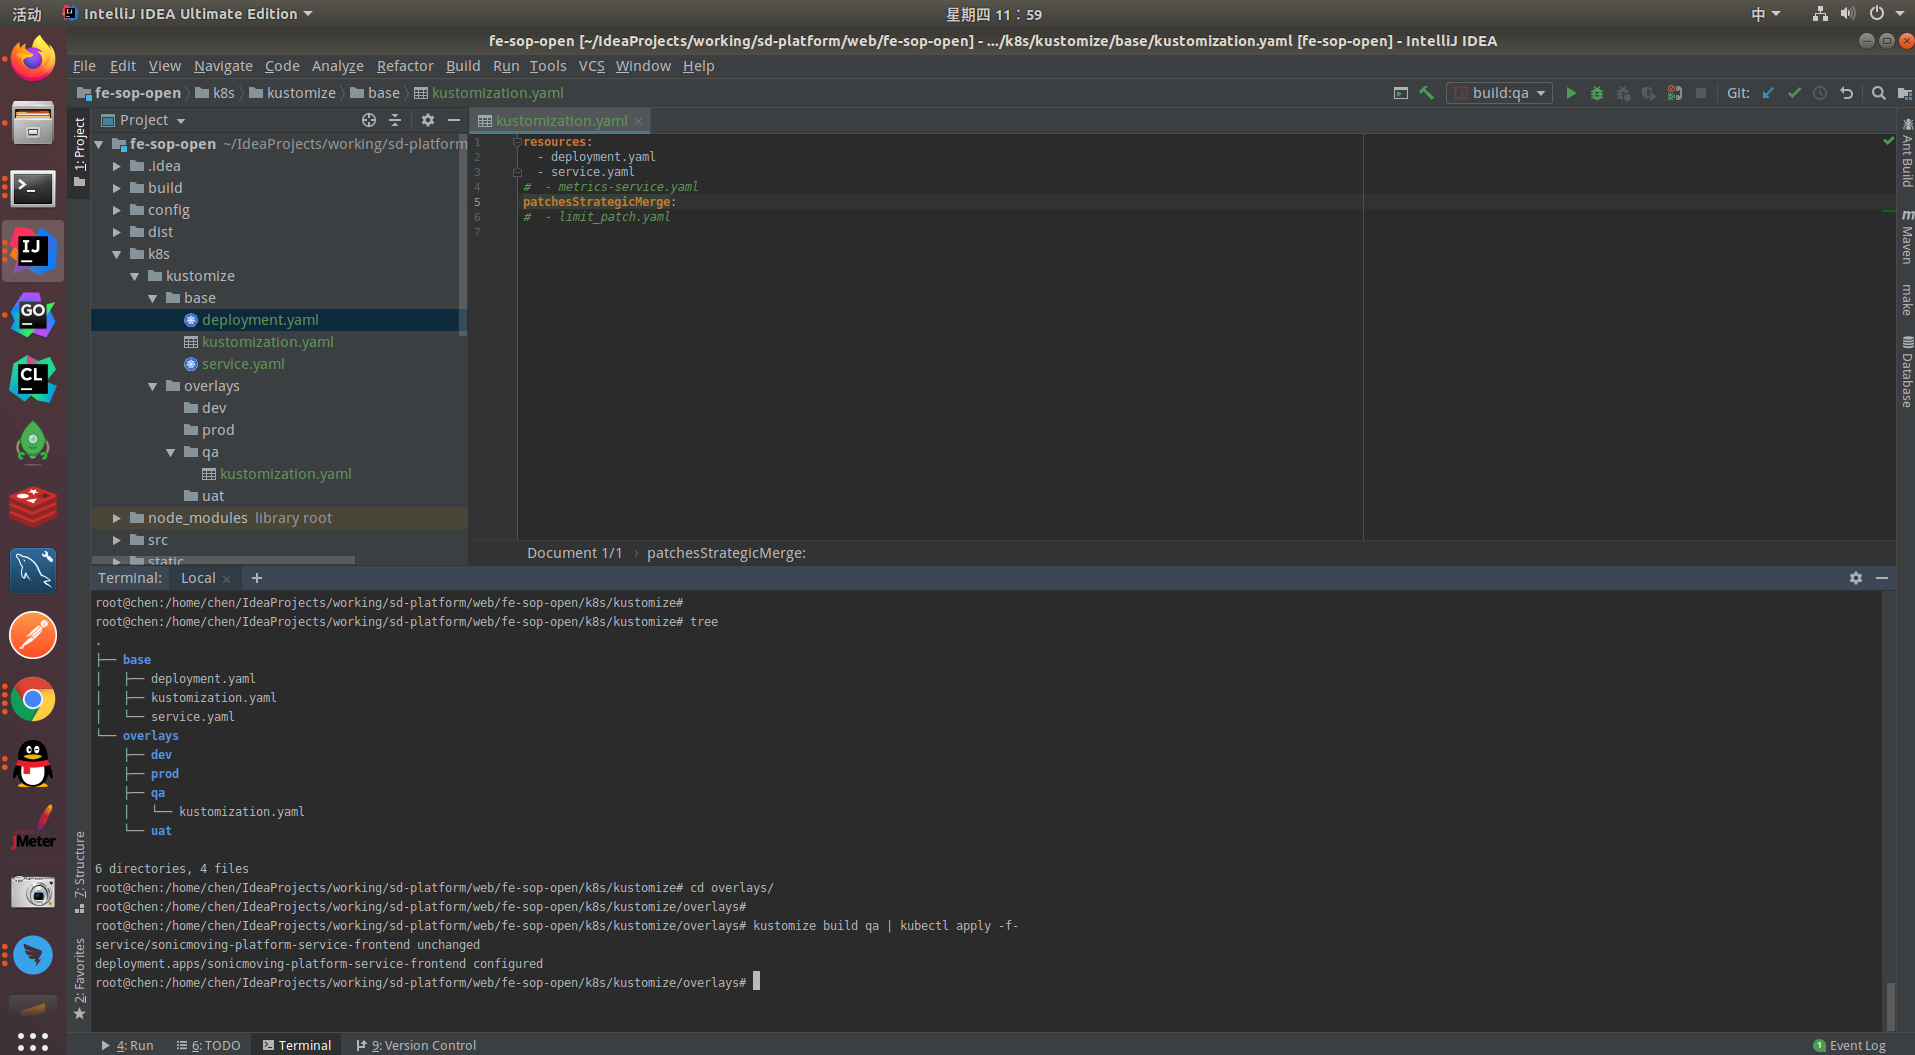 活动 IntelliJ IDEA Ultimate Edition 星期四 11:59 中
fe-sop-open [~/IdeaProjects/working/sd-platform/web/fe-sop-open] - .../k8s/kustomize/base/kustomization.yaml [fe-sop-open] - IntelliJ IDEA
File Edit View Navigate Code Analyze Refactor Build Run Tools VCS Window Help
fe-sop-open k8s kustomize base kustomization.yaml build:qa Git:
1: Project
Project
fe-sop-open ~/IdeaProjects/working/sd-platform
.idea
build
config
dist
k8s
kustomize
base
deployment.yaml
kustomization.yaml
service.yaml
overlays
dev
prod
qa
kustomization.yaml
uat
node_modules library root
src
static
kustomization.yaml
1 resources:
2 - deployment.yaml
3 - service.yaml
4 # - metrics-service.yaml
5 patchesStrategicMerge:
6 # - limit_patch.yaml
7
Document 1/1 › patchesStrategicMerge:
Ant Build
m Maven
make
Database
IJ
GO
CL
JMeter
7: Structure
2: Favorites
Terminal: Local +
root@chen:/home/chen/IdeaProjects/working/sd-platform/web/fe-sop-open/k8s/kustomize#
root@chen:/home/chen/IdeaProjects/working/sd-platform/web/fe-sop-open/k8s/kustomize# tree
.
├── base
│   ├── deployment.yaml
│   ├── kustomization.yaml
│   └── service.yaml
└── overlays
    ├── dev
    ├── prod
    ├── qa
    │   └── kustomization.yaml
    └── uat
6 directories, 4 files
root@chen:/home/chen/IdeaProjects/working/sd-platform/web/fe-sop-open/k8s/kustomize# cd overlays/
root@chen:/home/chen/IdeaProjects/working/sd-platform/web/fe-sop-open/k8s/kustomize/overlays#
root@chen:/home/chen/IdeaProjects/working/sd-platform/web/fe-sop-open/k8s/kustomize/overlays# kustomize build qa | kubectl apply -f-
service/sonicmoving-platform-service-frontend unchanged
deployment.apps/sonicmoving-platform-service-frontend configured
root@chen:/home/chen/IdeaProjects/working/sd-platform/web/fe-sop-open/k8s/kustomize/overlays#
4: Run 6: TODO Terminal 9: Version Control 1 Event Log